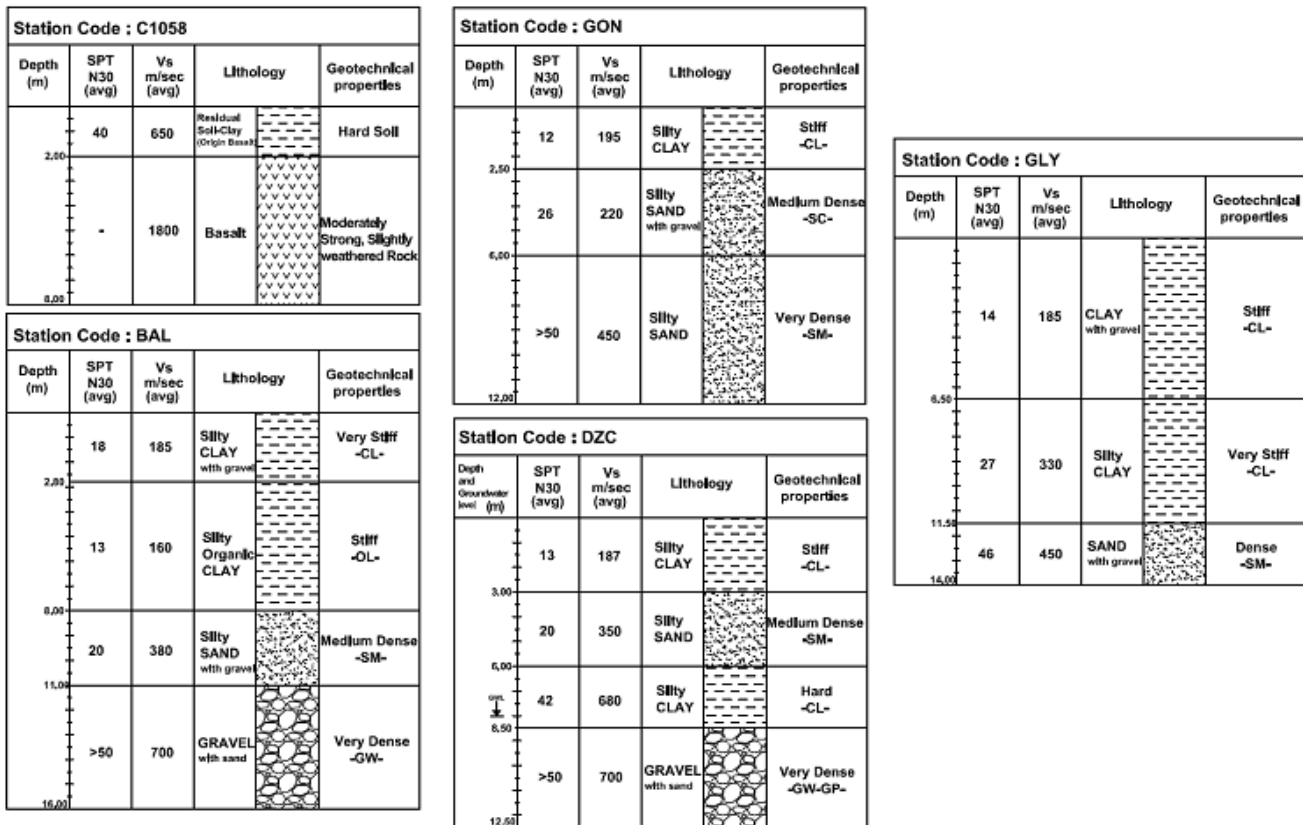 Station Code : C1058
Depth
(m)
SPT
N30
(avg)
Vs
m/sec
(avg)
Lithology
Geotechnical
properties
40
650
Residual
Soil-Clay
(Origin Basalt)
Hard Soil
2,00
-
1800
Basalt
Moderately
Strong, Slightly
weathered Rock
8,00
Station Code : BAL
Depth
(m)
SPT
N30
(avg)
Vs
m/sec
(avg)
Lithology
Geotechnical
properties
18
185
Silty
CLAY
with gravel
Very Stiff
-CL-
2,80
13
160
Silty
Organic
CLAY
Stiff
-OL-
8,00
20
380
Silty
SAND
with gravel
Medium Dense
-SM-
11,00
>50
700
GRAVEL
with sand
Very Dense
-GW-
16,00
Station Code : GON
Depth
(m)
SPT
N30
(avg)
Vs
m/sec
(avg)
Lithology
Geotechnical
properties
12
195
Silty
CLAY
Stiff
-CL-
2,50
26
220
Silty
SAND
with gravel
Medium Dense
-SC-
6,00
>50
450
Silty
SAND
Very Dense
-SM-
12,00
Station Code : DZC
Depth
and
Groundwater
level (m)
SPT
N30
(avg)
Vs
m/sec
(avg)
Lithology
Geotechnical
properties
13
187
Silty
CLAY
Stiff
-CL-
3.00
20
350
Silty
SAND
Medium Dense
-SM-
6,00
GWL
42
680
Silty
CLAY
Hard
-CL-
8,50
>50
700
GRAVEL
with sand
Very Dense
-GW-GP-
12.50
Station Code : GLY
Depth
(m)
SPT
N30
(avg)
Vs
m/sec
(avg)
Lithology
Geotechnical
properties
14
185
CLAY
with gravel
Stiff
-CL-
6.50
27
330
Silty
CLAY
Very Stiff
-CL-
11.50
46
450
SAND
with gravel
Dense
-SM-
14,00